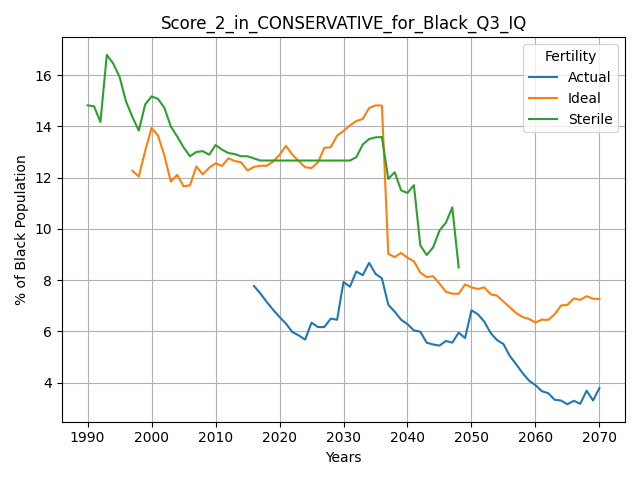 Score_2_in_CONSERVATIVE_for_Black_Q3_IQ
Fertility
Actual
Ideal
Sterile
% of Black Population
16
14
12
10
8
6
4
1990 2000 2010 2020 2030 2040 2050 2060 2070
Years